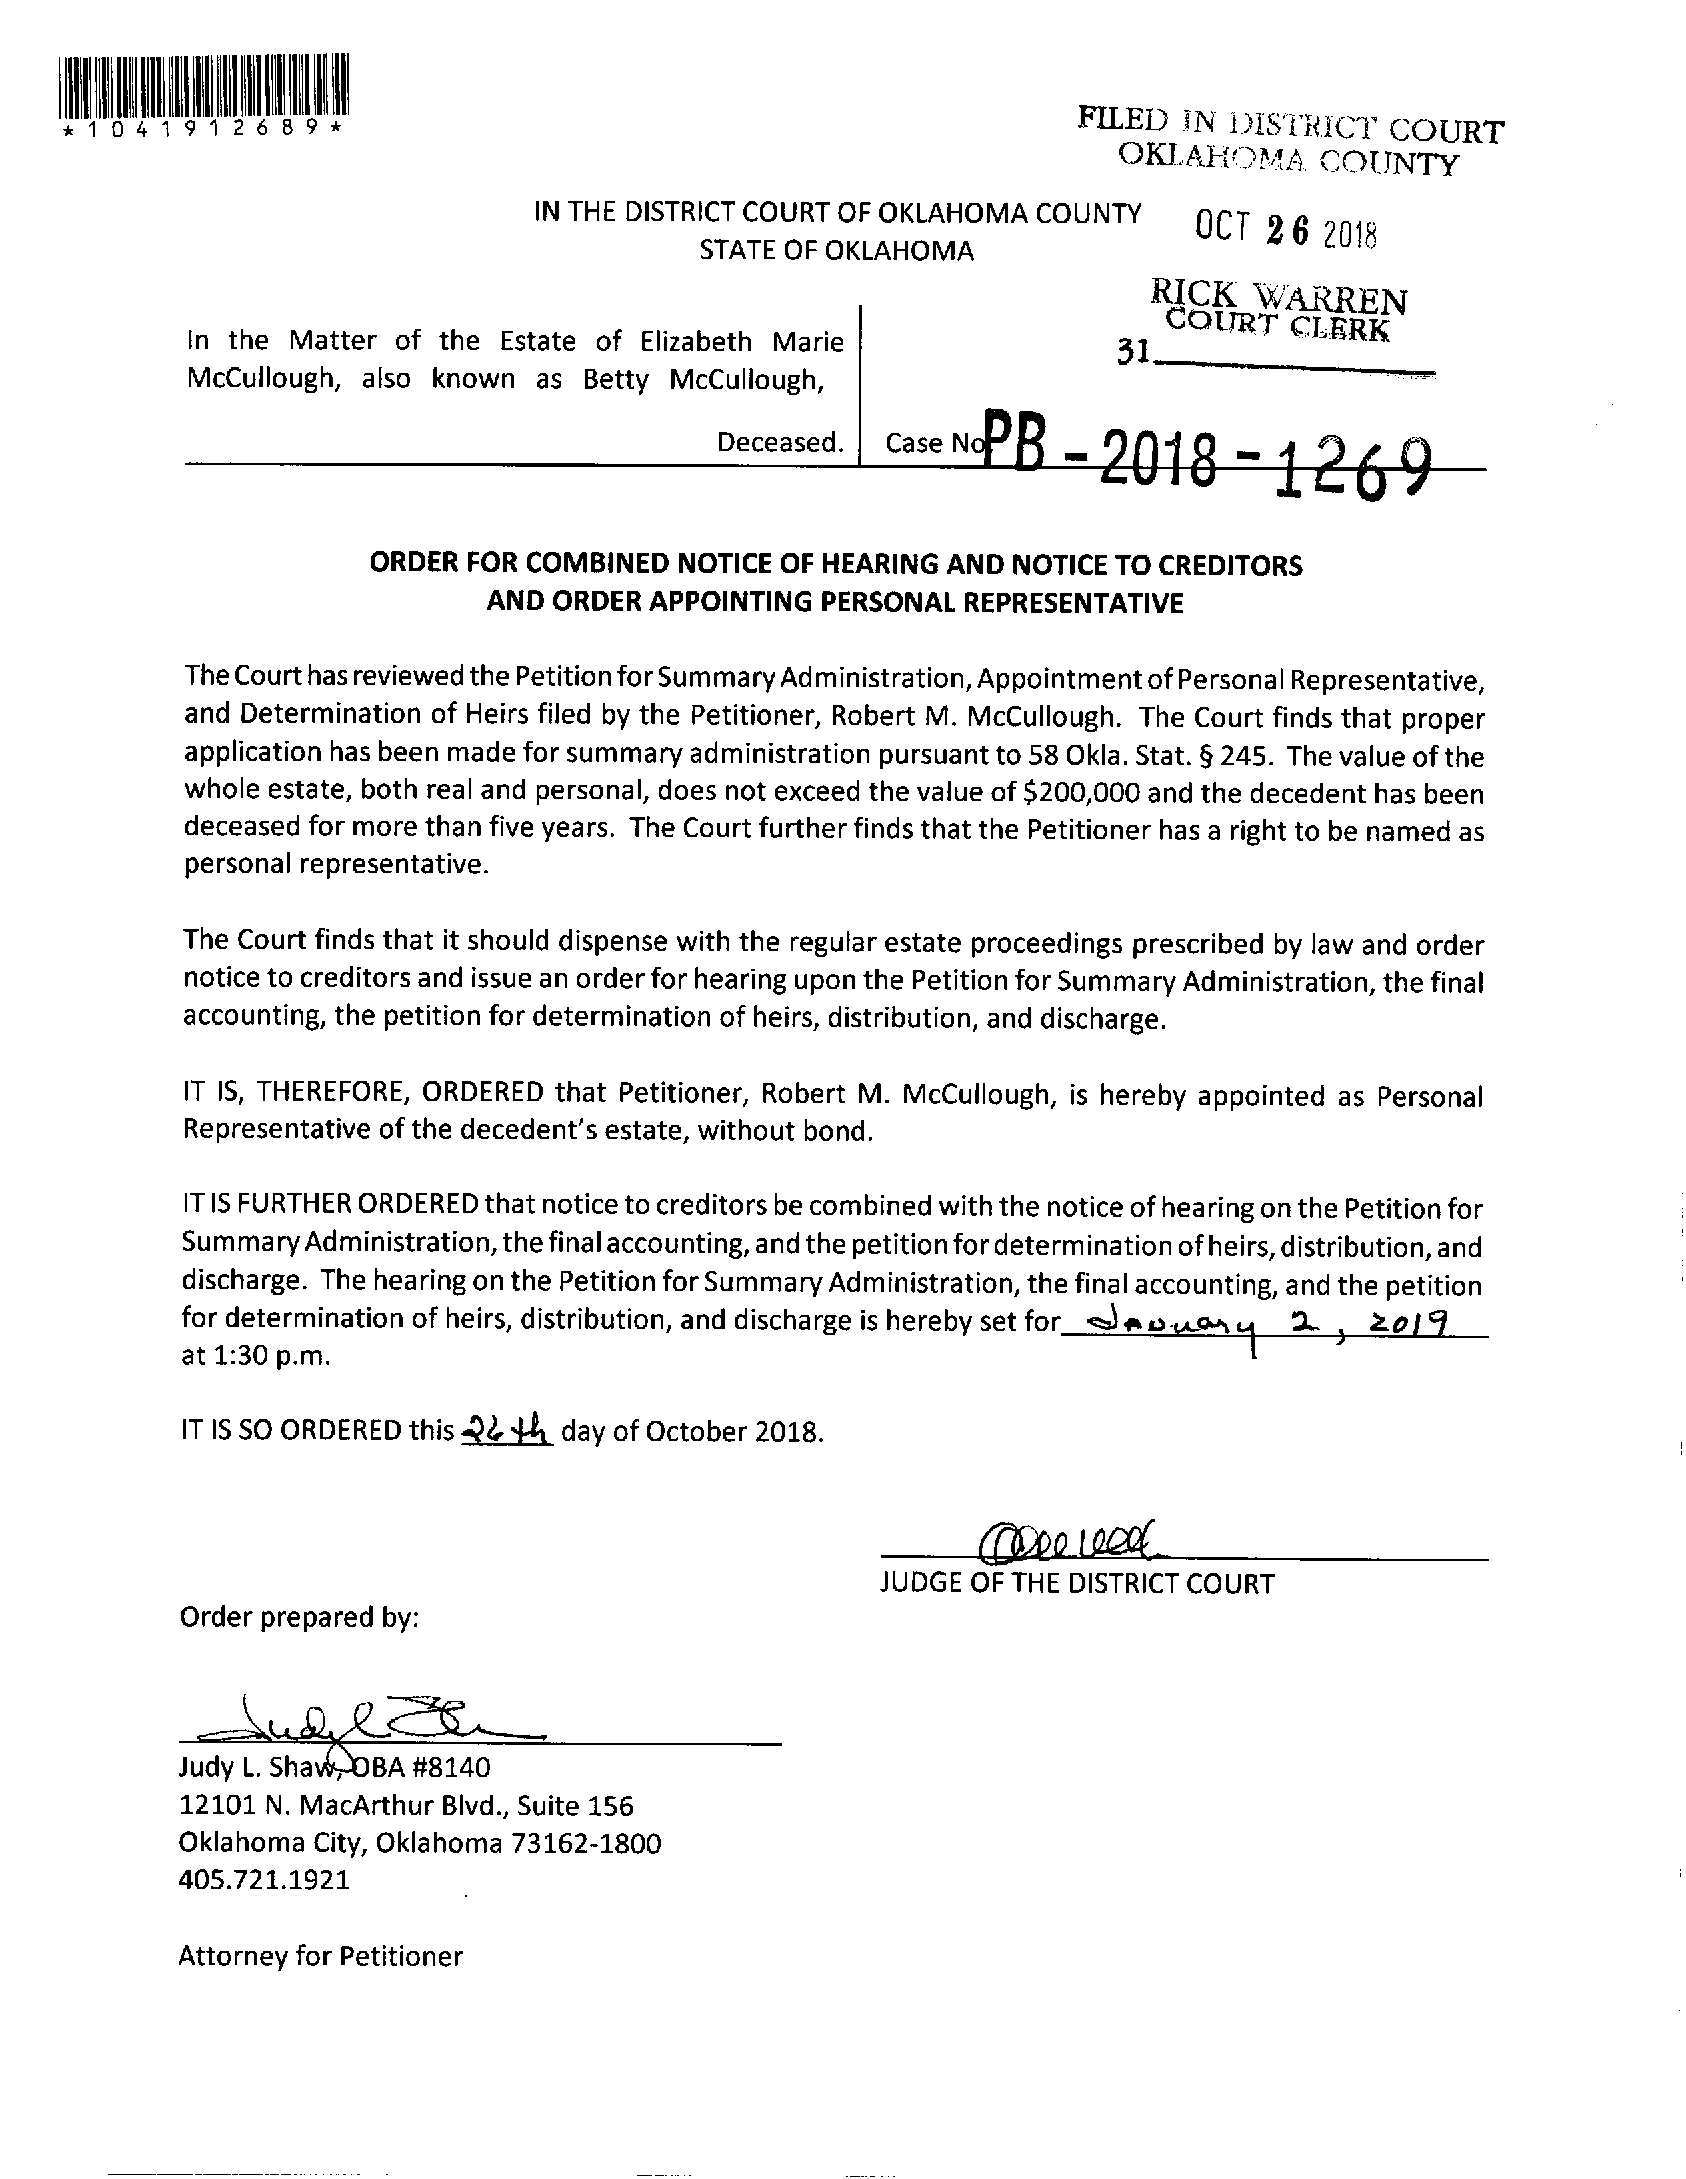 *1041912689*
FILED IN DISTRICT COURT
OKLAHOMA COUNTY
OCT 26 2018
RICK WARREN
COURT CLERK
31
IN THE DISTRICT COURT OF OKLAHOMA COUNTY
STATE OF OKLAHOMA
In the Matter of the Estate of Elizabeth Marie
McCullough, also known as Betty McCullough,
Deceased.
Case No PB-2018-1269
ORDER FOR COMBINED NOTICE OF HEARING AND NOTICE TO CREDITORS
AND ORDER APPOINTING PERSONAL REPRESENTATIVE
The Court has reviewed the Petition for Summary Administration, Appointment of Personal Representative,
and Determination of Heirs filed by the Petitioner, Robert M. McCullough. The Court finds that proper
application has been made for summary administration pursuant to 58 Okla. Stat. § 245. The value of the
whole estate, both real and personal, does not exceed the value of $200,000 and the decedent has been
deceased for more than five years. The Court further finds that the Petitioner has a right to be named as
personal representative.
The Court finds that it should dispense with the regular estate proceedings prescribed by law and order
notice to creditors and issue an order for hearing upon the Petition for Summary Administration, the final
accounting, the petition for determination of heirs, distribution, and discharge.
IT IS, THEREFORE, ORDERED that Petitioner, Robert M. McCullough, is hereby appointed as Personal
Representative of the decedent's estate, without bond.
IT IS FURTHER ORDERED that notice to creditors be combined with the notice of hearing on the Petition for
Summary Administration, the final accounting, and the petition for determination of heirs, distribution, and
discharge. The hearing on the Petition for Summary Administration, the final accounting, and the petition
for determination of heirs, distribution, and discharge is hereby set for January 2, 2019
at 1:30 p.m.
IT IS SO ORDERED this 26th day of October 2018.
JUDGE OF THE DISTRICT COURT
Order prepared by:
Judy L. Shaw, OBA #8140
12101 N. MacArthur Blvd., Suite 156
Oklahoma City, Oklahoma 73162-1800
405.721.1921
Attorney for Petitioner